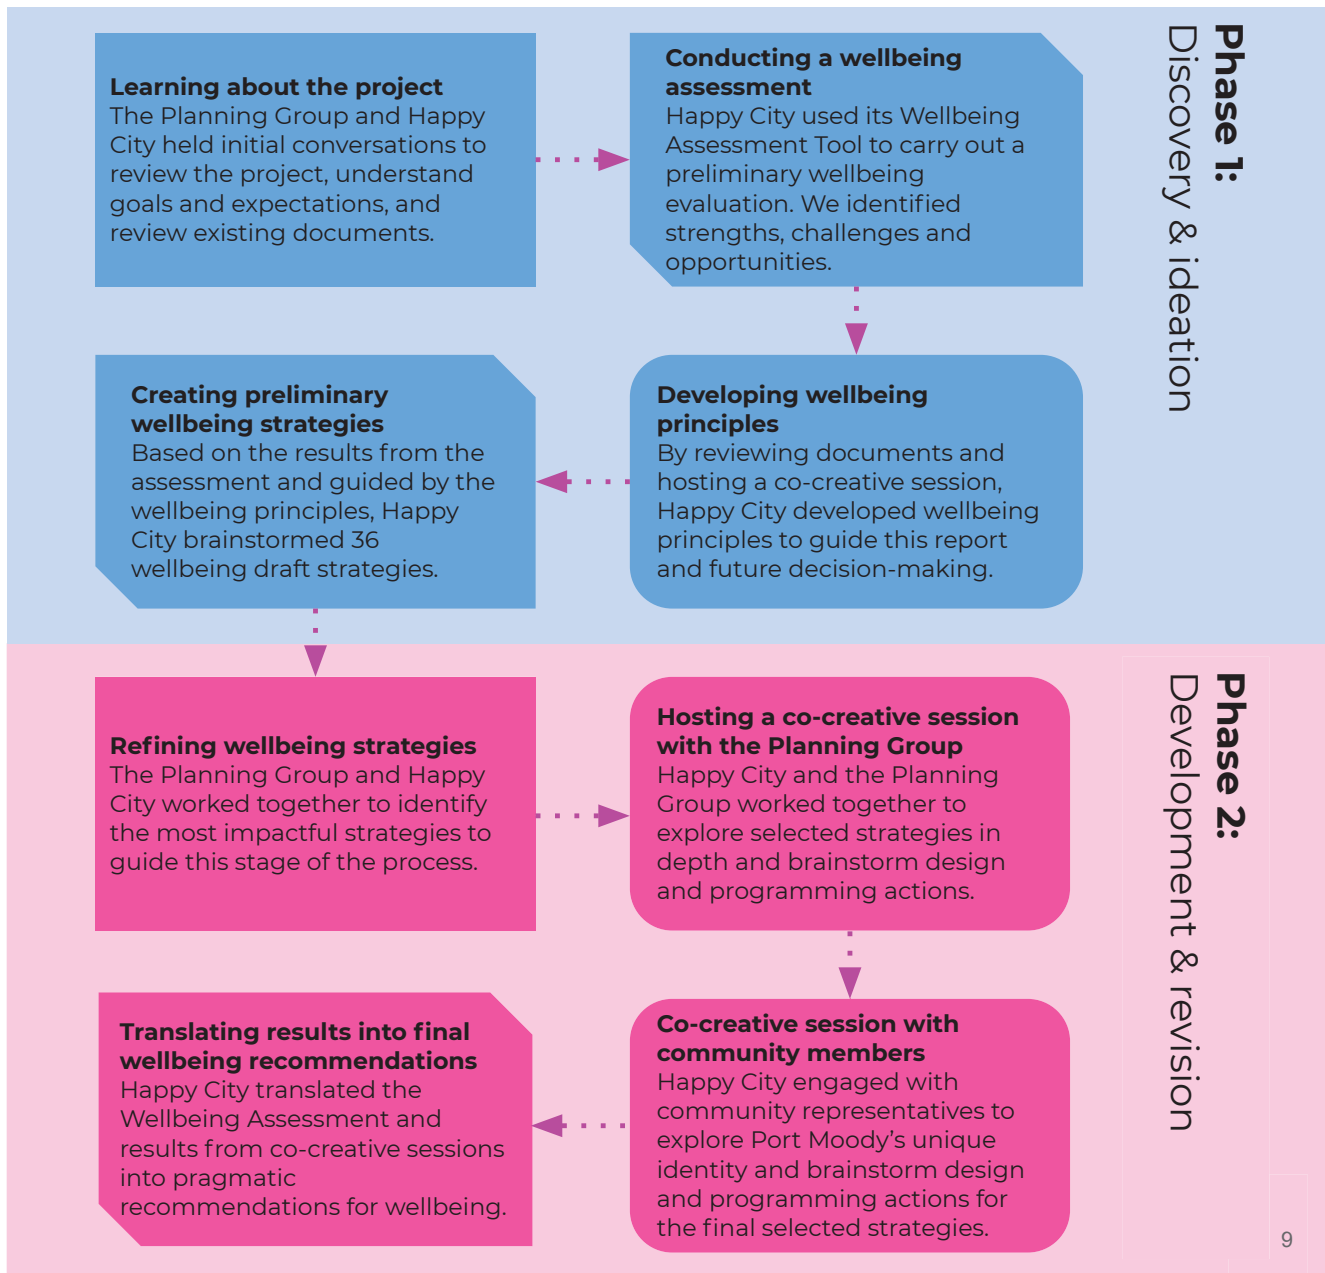 Phase 1:
Discovery & ideation
Learning about the project
The Planning Group and Happy
City held initial conversations to
review the project, understand
goals and expectations, and
review existing documents.
Conducting a wellbeing
assessment
Happy City used its Wellbeing
Assessment Tool to carry out a
preliminary wellbeing
evaluation. We identified
strengths, challenges and
opportunities.
Developing wellbeing
principles
By reviewing documents and
hosting a co-creative session,
Happy City developed wellbeing
principles to guide this report
and future decision-making.
Creating preliminary
wellbeing strategies
Based on the results from the
assessment and guided by the
wellbeing principles, Happy
City brainstormed 36
wellbeing draft strategies.
Phase 2:
Development & revision
Refining wellbeing strategies
The Planning Group and Happy
City worked together to identify
the most impactful strategies to
guide this stage of the process.
Hosting a co-creative session
with the Planning Group
Happy City and the Planning
Group worked together to
explore selected strategies in
depth and brainstorm design
and programming actions.
Co-creative session with
community members
Happy City engaged with
community representatives to
explore Port Moody’s unique
identity and brainstorm design
and programming actions for
the final selected strategies.
Translating results into final
wellbeing recommendations
Happy City translated the
Wellbeing Assessment and
results from co-creative sessions
into pragmatic
recommendations for wellbeing.
9